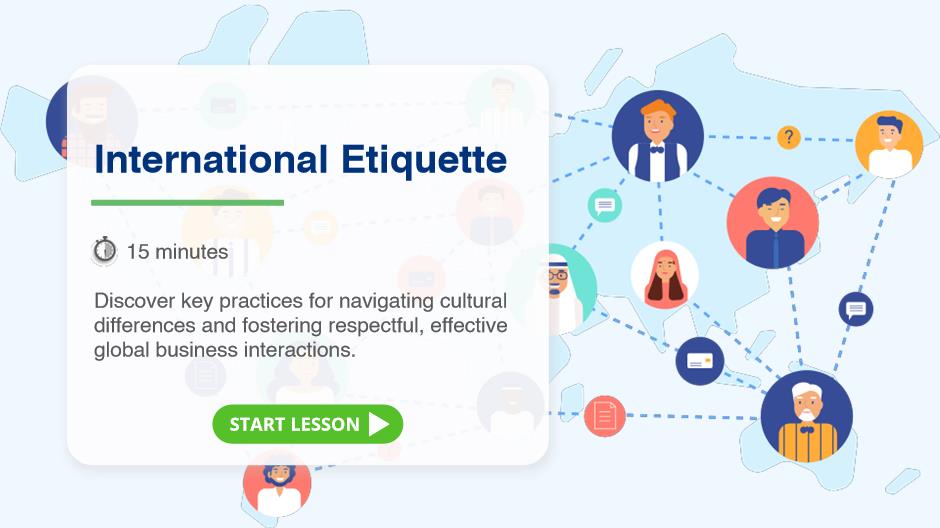 International Etiquette
15 minutes
Discover key practices for navigating cultural
differences and fostering respectful, effective
global business interactions.
START LESSON
?